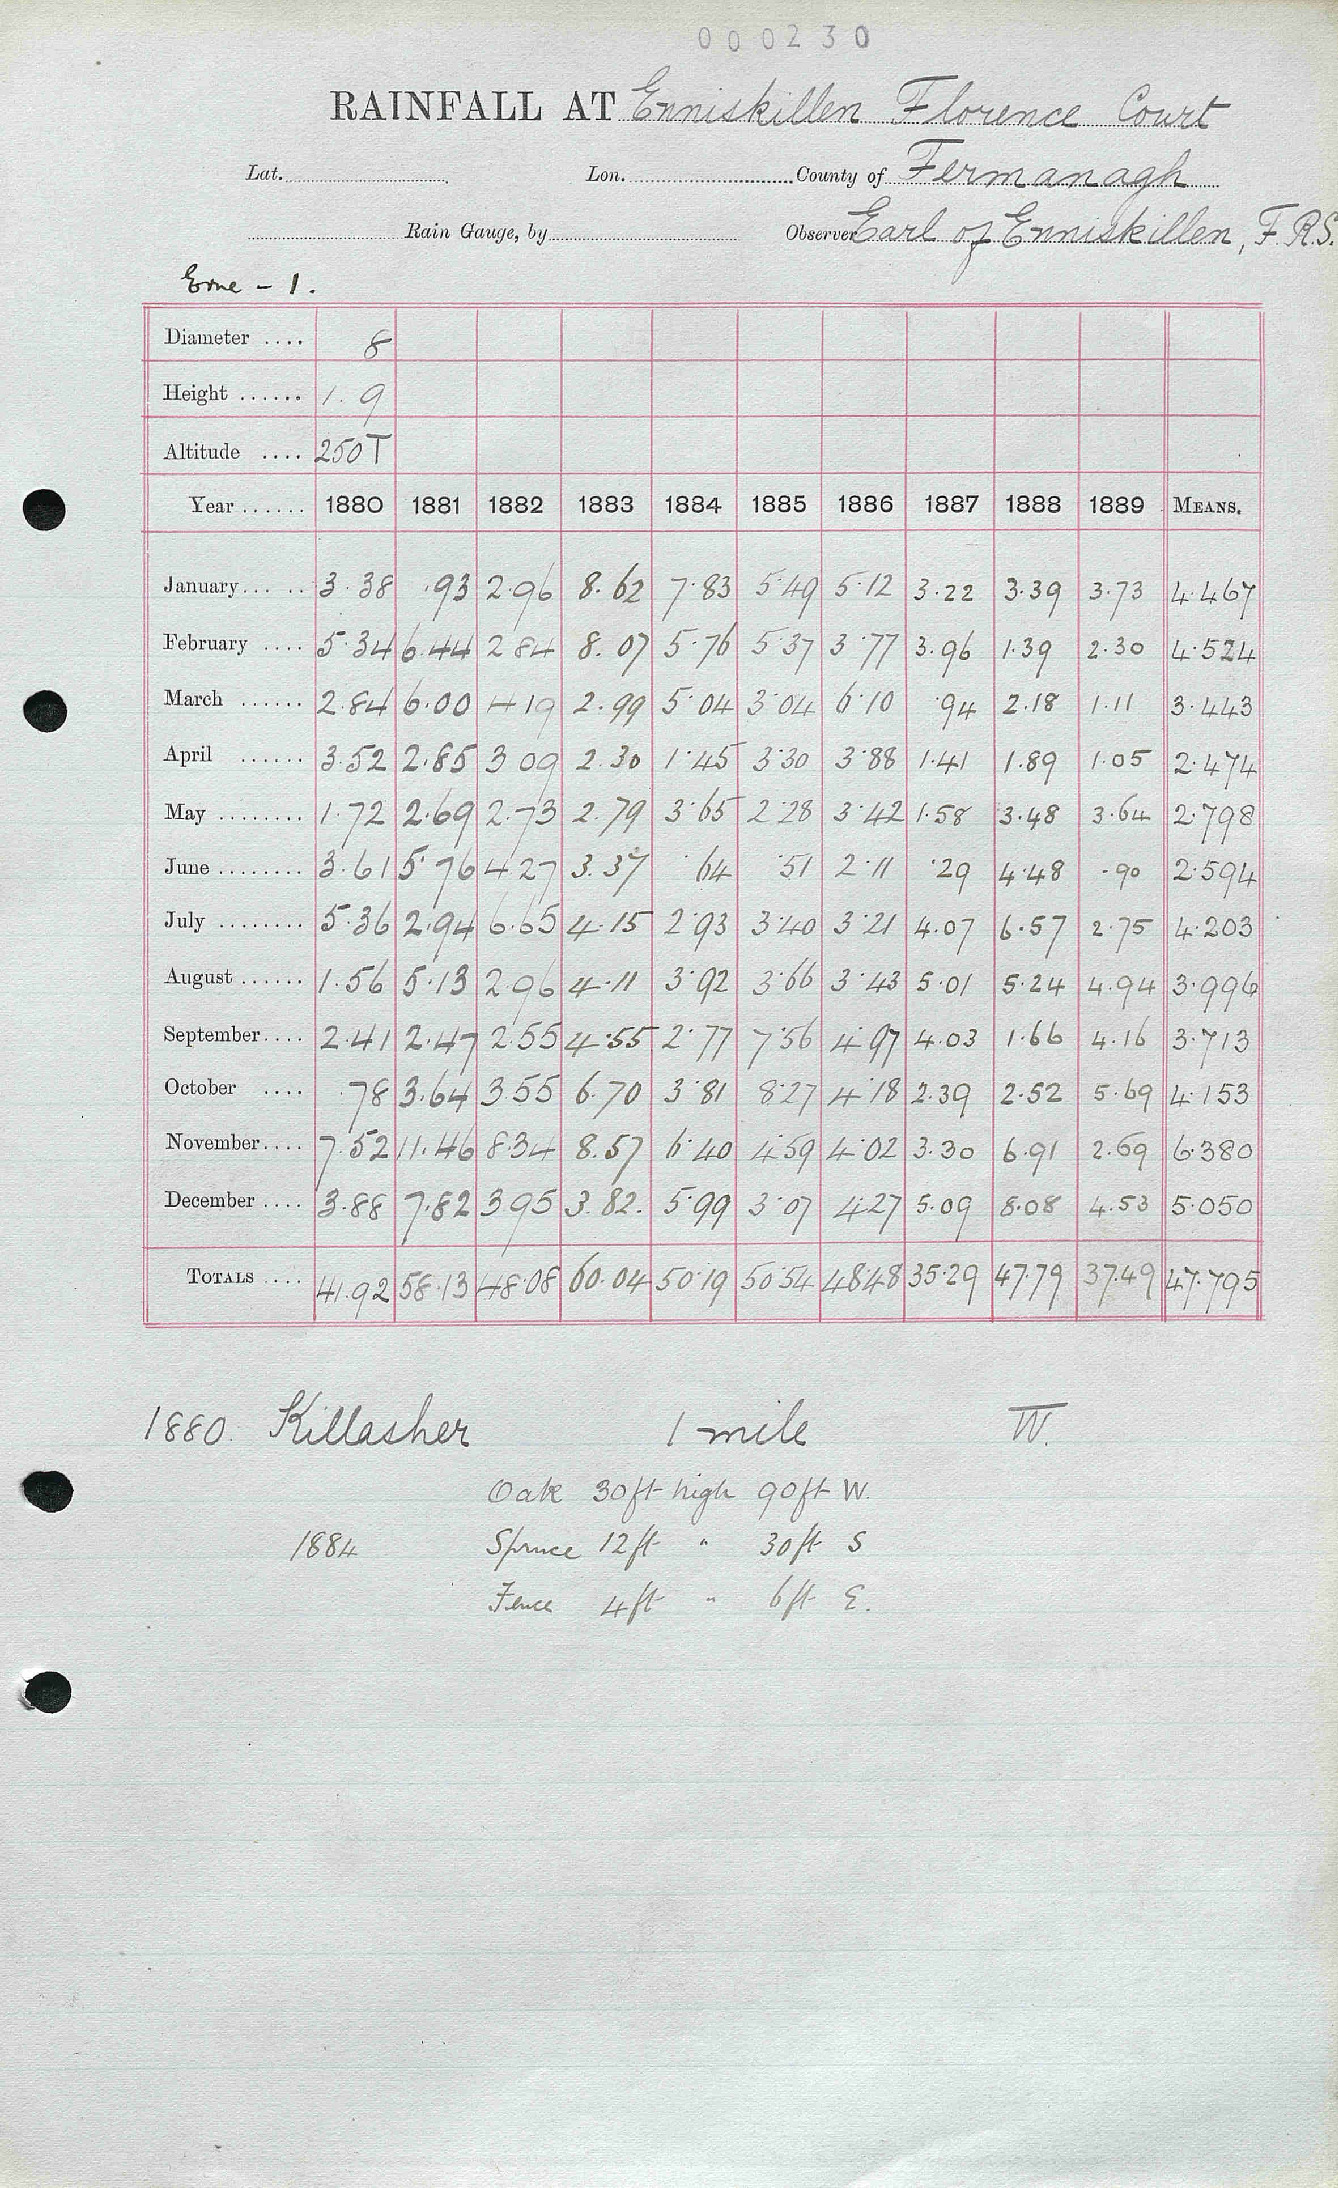 000230
RAINFALL AT Enniskillen Florence Court
Lat. Lon. County of Fermanagh
Rain Gauge, by Observer Earl of Enniskillen, F.R.S.
Erne - 1.
Diameter .... 8
Height ...... 1.9
Altitude .... 250T
Year ...... 1880 1881 1882 1883 1884 1885 1886 1887 1888 1889 MEANS.
January ... .. 3.38 .93 2.96 8.62 7.83 5.49 5.12 3.22 3.39 3.73 4.467
February .... 5.34 6.44 2.84 8.07 5.76 5.37 3.77 3.96 1.39 2.30 4.524
March ...... 2.84 6.00 4.19 2.99 5.04 3.04 6.10 .94 2.18 1.11 3.443
April ...... 3.52 2.85 3.09 2.30 1.45 3.30 3.88 1.41 1.89 1.05 2.474
May ........ 1.72 2.69 2.73 2.79 3.65 2.28 3.42 1.58 3.48 3.64 2.798
June ........ 3.61 5.76 4.27 3.37 .64 .51 2.11 .29 4.48 .90 2.594
July ........ 5.36 2.94 6.65 4.15 2.93 3.40 3.21 4.07 6.57 2.75 4.203
August ...... 1.56 5.13 2.96 4.11 3.92 3.66 3.43 5.01 5.24 4.94 3.996
September .... 2.41 2.47 2.55 4.55 2.77 7.56 4.97 4.03 1.66 4.16 3.713
October .... .78 3.64 3.55 6.70 3.81 8.27 4.18 2.39 2.52 5.69 4.153
November .... 7.52 11.46 8.34 8.57 6.40 4.59 4.02 3.30 6.91 2.69 6.380
December .... 3.88 7.82 3.95 3.82. 5.99 3.07 4.27 5.09 8.08 4.53 5.050
TOTALS .... 41.92 58.13 48.08 60.04 50.19 50.54 48.48 35.29 47.79 37.49 47.795
1880. Killasher 1 mile W.
Oak 30ft high 90ft W.
1884 Spruce 12ft " 30ft S
Fence 4ft " 6ft E.